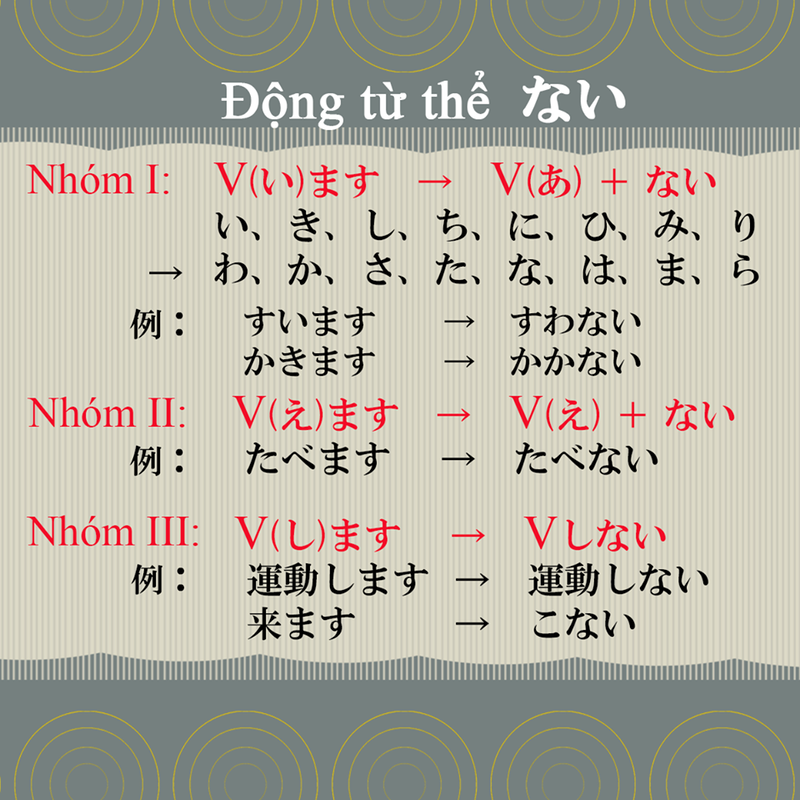 Động từ thể ない
Nhóm I: V(い)ます → V(あ) + ない
い、き、し、ち、に、ひ、み、り
→ わ、か、さ、た、な、は、ま、ら
例： すいます → すわない
かきます → かかない
Nhóm II: V(え)ます → V(え) + ない
例： たべます → たべない
Nhóm III: V(し)ます → Vしない
例： 運動します → 運動しない
来ます → こない